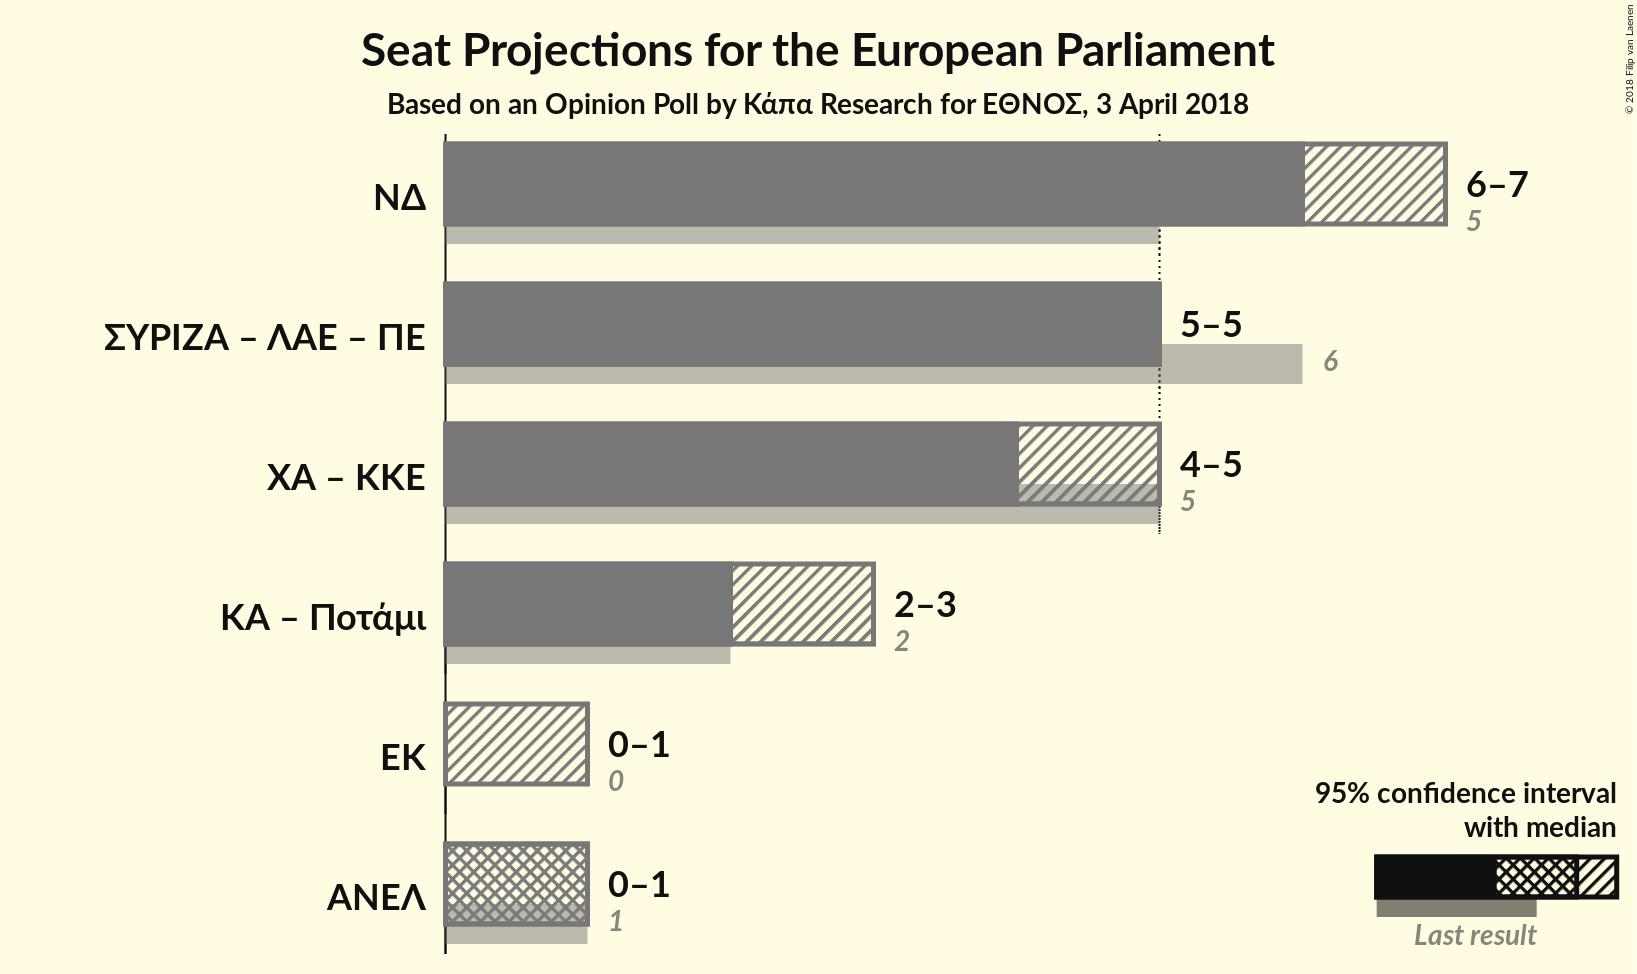 Seat Projections for the European Parliament
Based on an Opinion Poll by Κάπα Research for ΕΘΝΟΣ, 3 April 2018
© 2018 Filip van Laenen
ΝΔ
6–7
5
ΣΥΡΙΖΑ – ΛΑΕ – ΠΕ
5–5
6
ΧΑ – ΚΚΕ
4–5
5
ΚΑ – Ποτάμι
2–3
2
ΕΚ
0–1
0
ΑΝΕΛ
0–1
1
95% confidence interval
with median
Last result